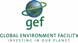 gef
GLOBAL ENVIRONMENT FACILITY
INVESTING IN OUR PLANET